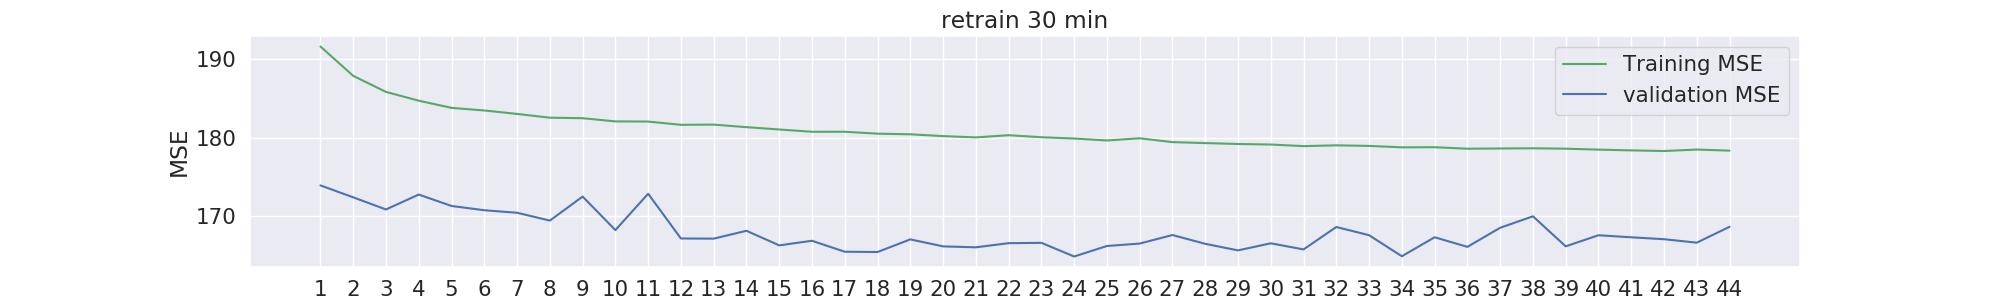 retrain 30 min
MSE
190
180
170
Training MSE
validation MSE
1 2 3 4 5 6 7 8 9 10 11 12 13 14 15 16 17 18 19 20 21 22 23 24 25 26 27 28 29 30 31 32 33 34 35 36 37 38 39 40 41 42 43 44